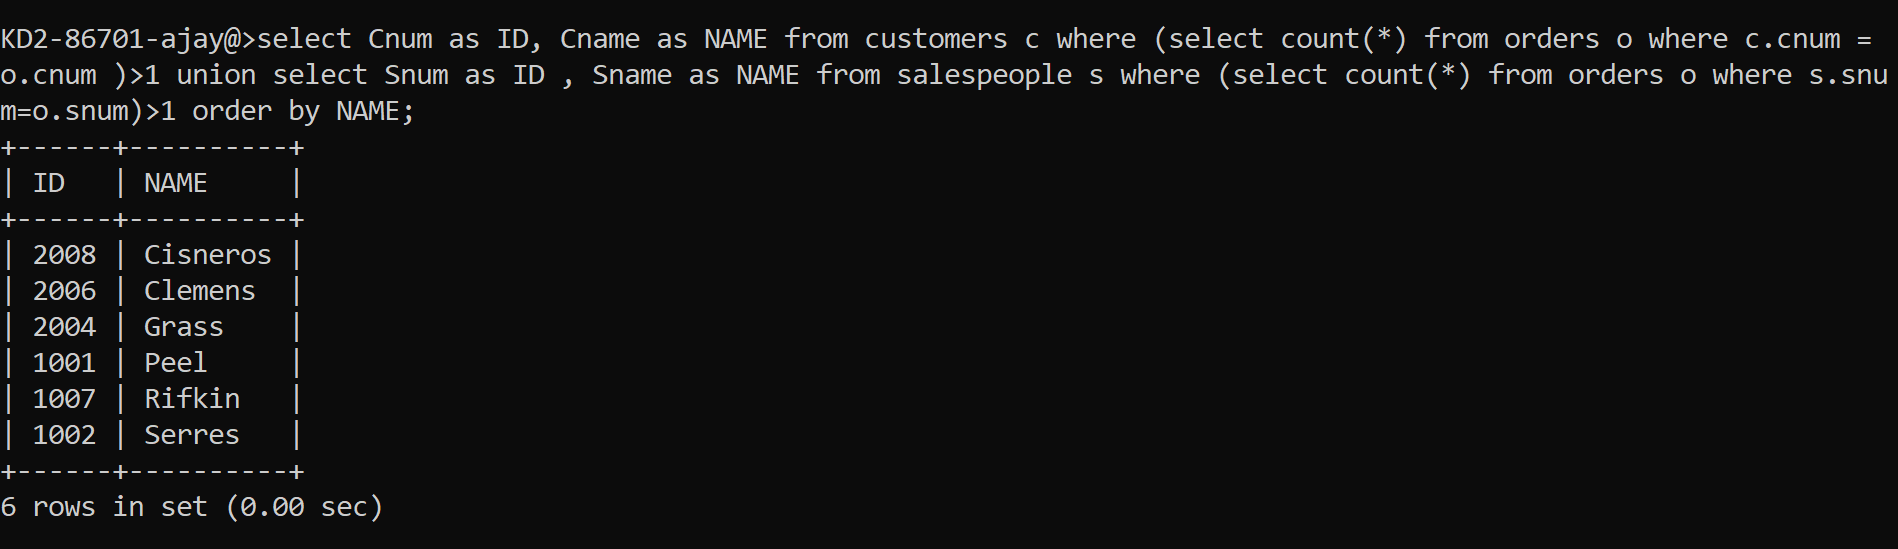 KD2-86701-ajay@>select Cnum as ID, Cname as NAME from customers c where (select count(*) from orders o where c.cnum =
o.cnum )>1 union select Snum as ID , Sname as NAME from salespeople s where (select count(*) from orders o where s.snu
m=o.snum)>1 order by NAME;
+------+----------+
| ID   | NAME     |
+------+----------+
| 2008 | Cisneros |
| 2006 | Clemens  |
| 2004 | Grass    |
| 1001 | Peel     |
| 1007 | Rifkin   |
| 1002 | Serres   |
+------+----------+
6 rows in set (0.00 sec)